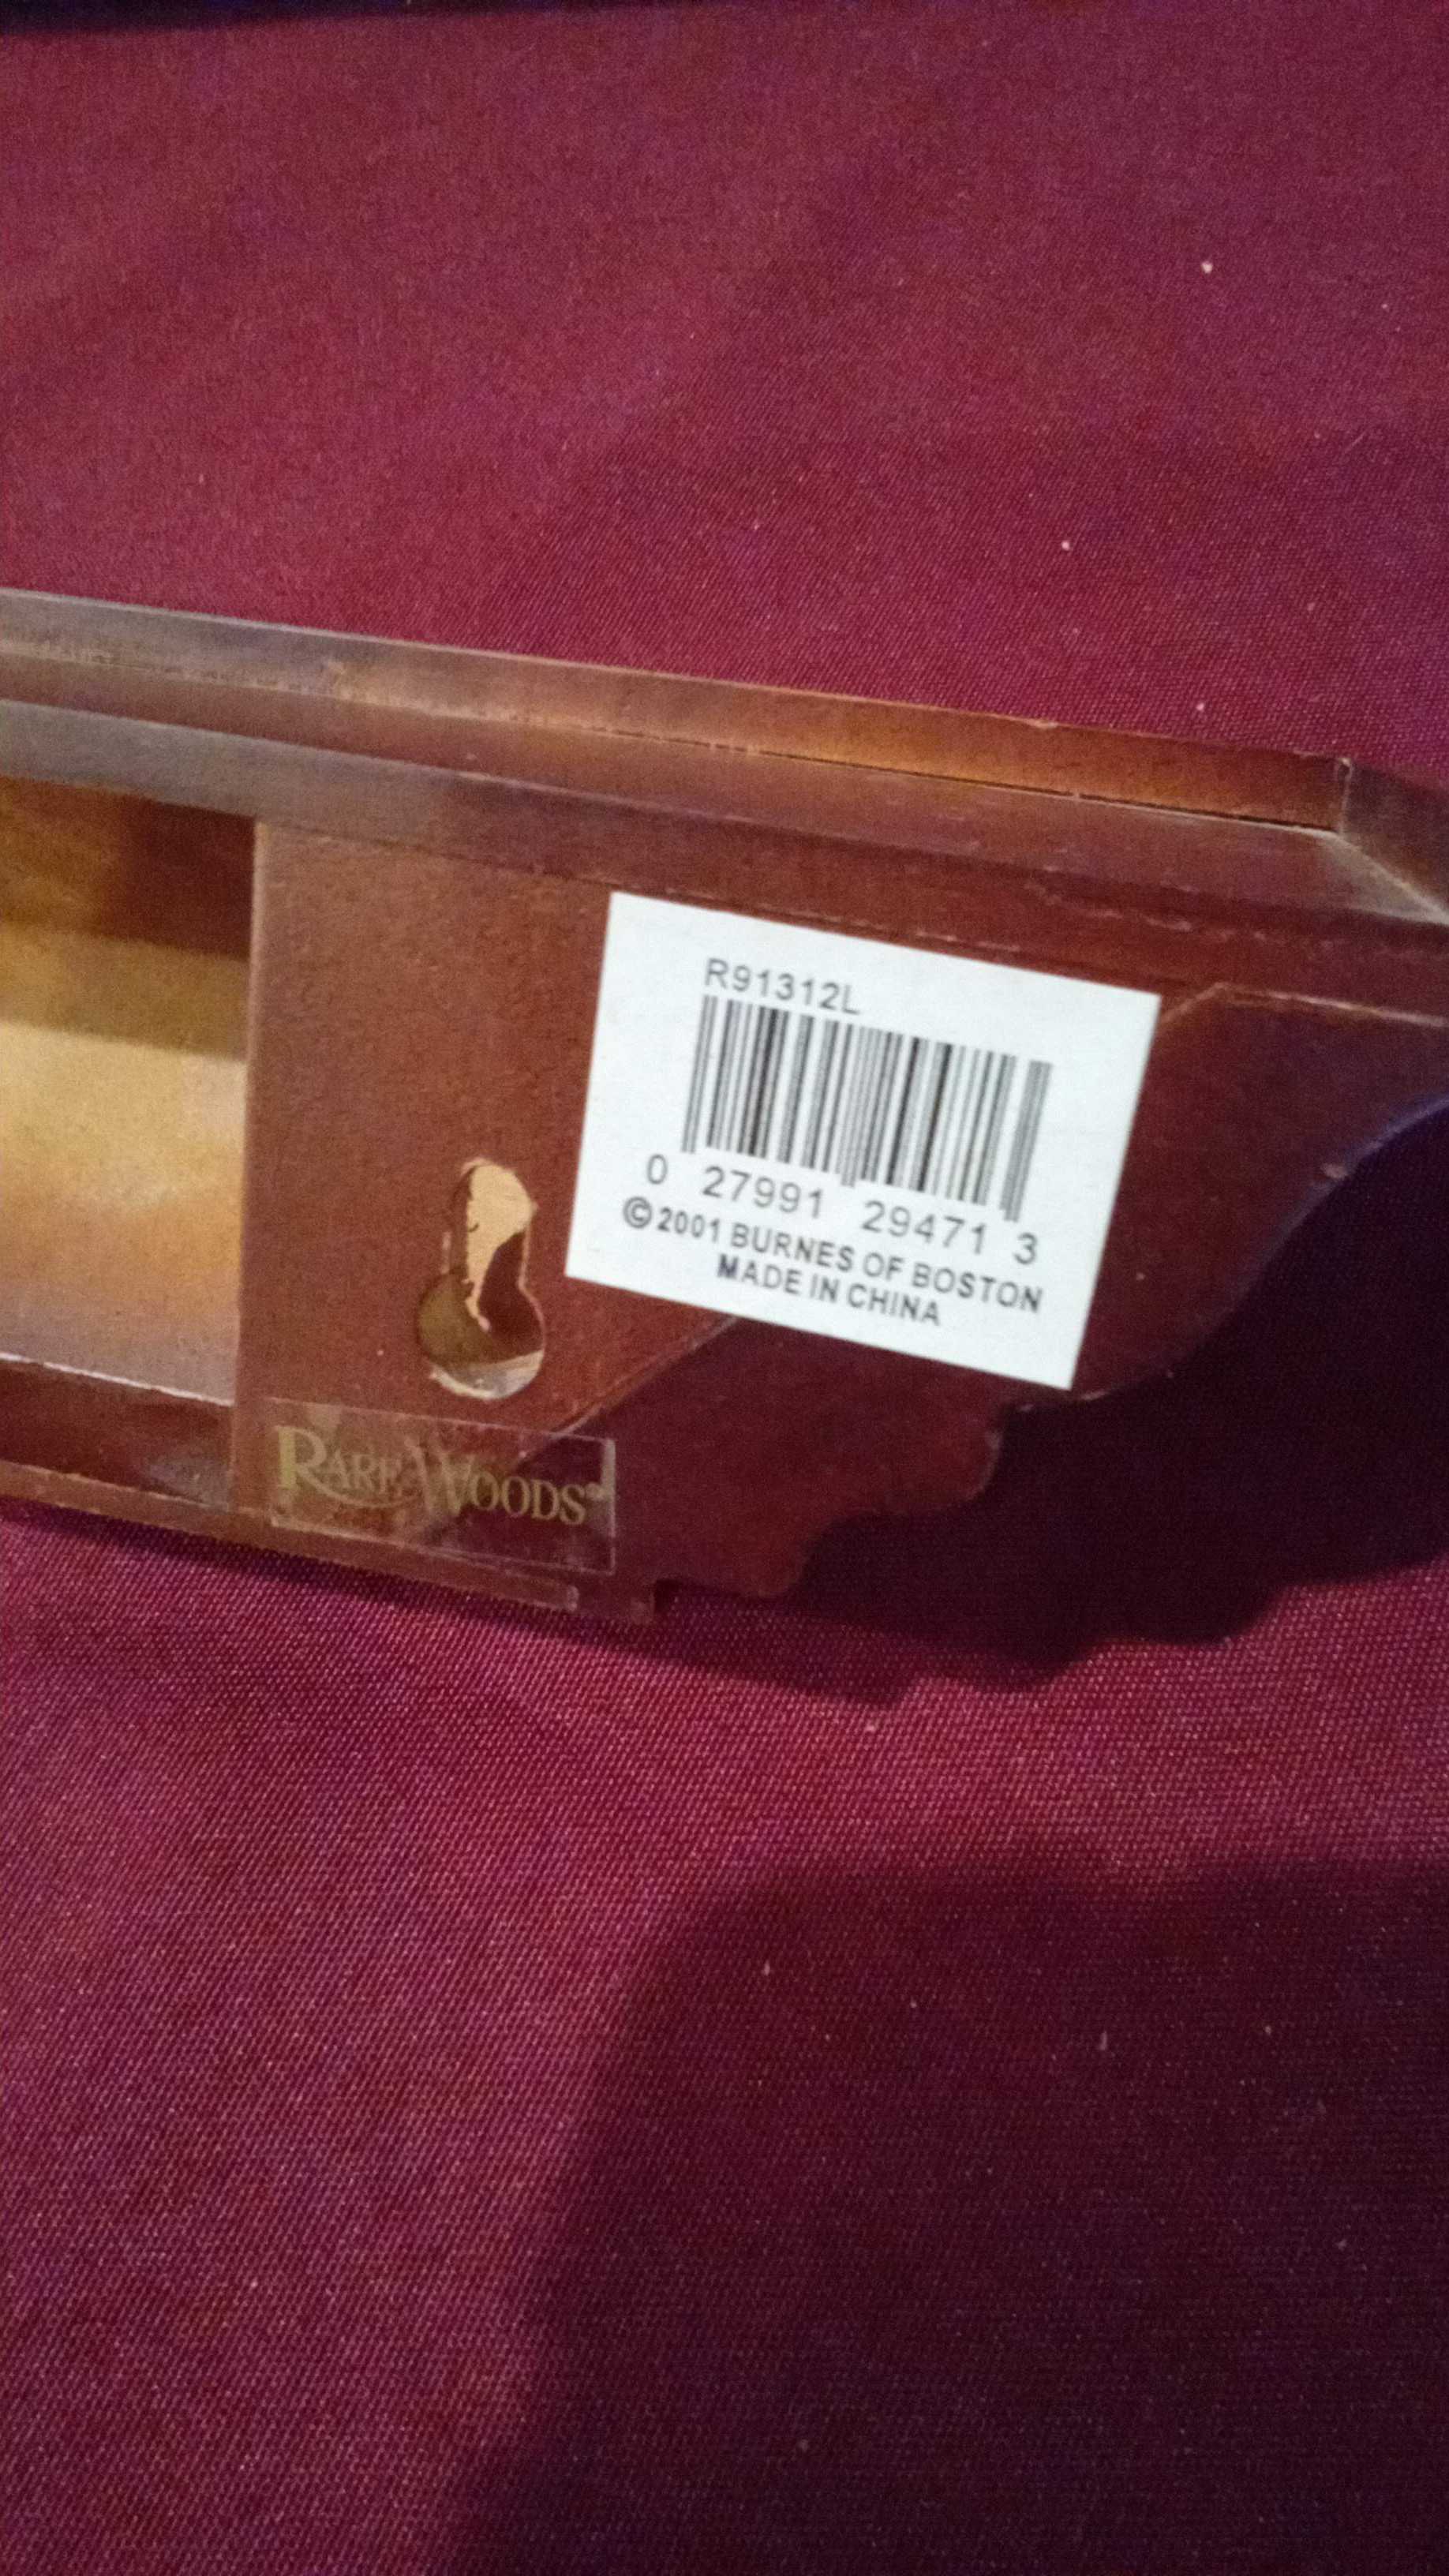 R91312L
0 27991 29471 3
©2001 BURNES OF BOSTON
MADE IN CHINA
RARE WOODS®